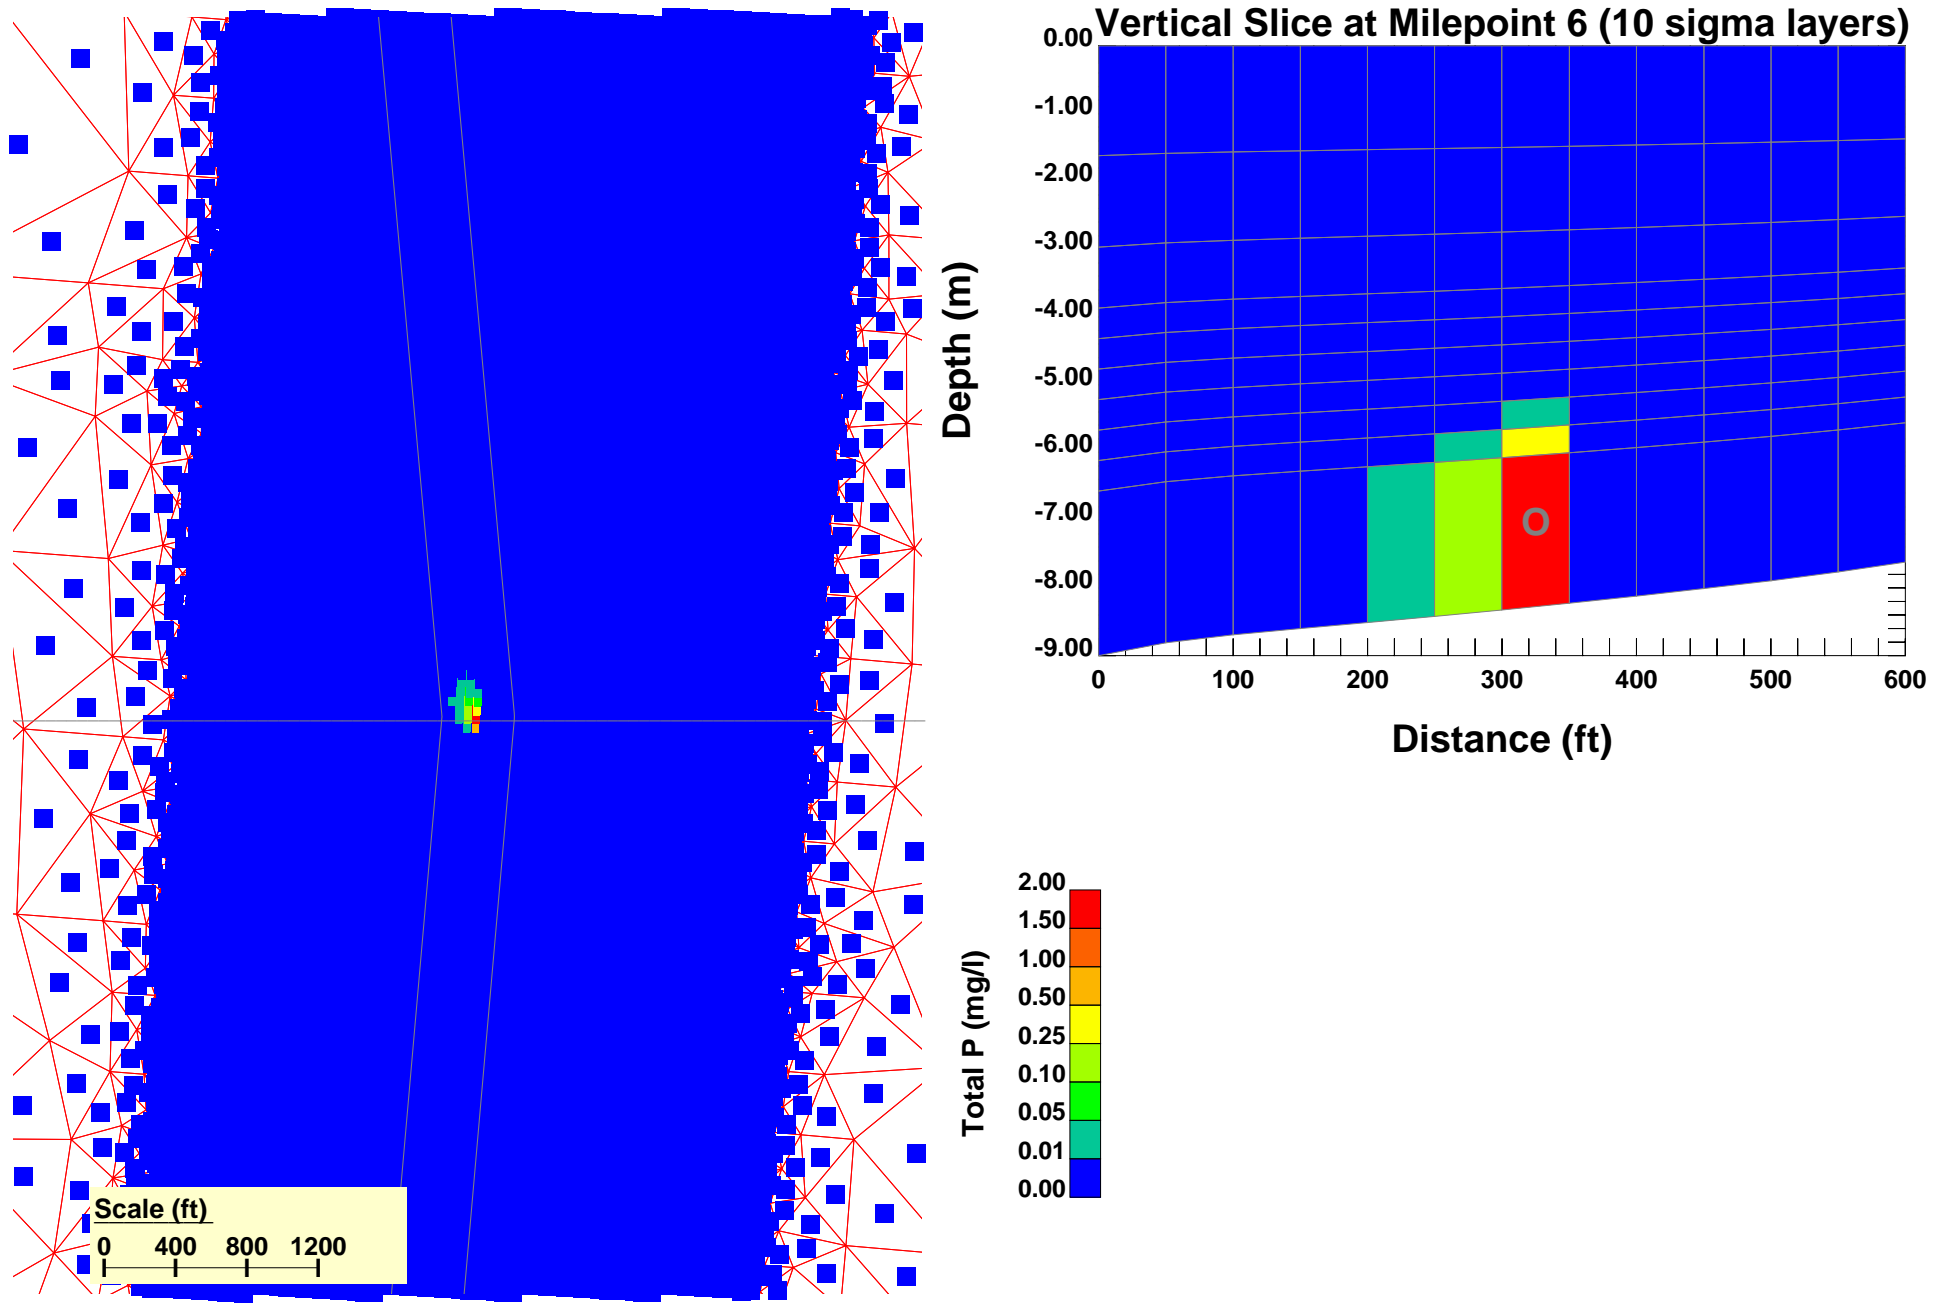 Vertical Slice at Milepoint 6 (10 sigma layers)
0.00
-1.00
-2.00
-3.00
-4.00
-5.00
-6.00
-7.00
-8.00
-9.00
Depth (m)
O
0 100 200 300 400 500 600
Distance (ft)
Total P (mg/l)
2.00
1.50
1.00
0.50
0.25
0.10
0.05
0.01
0.00
Scale (ft)
0 400 800 1200